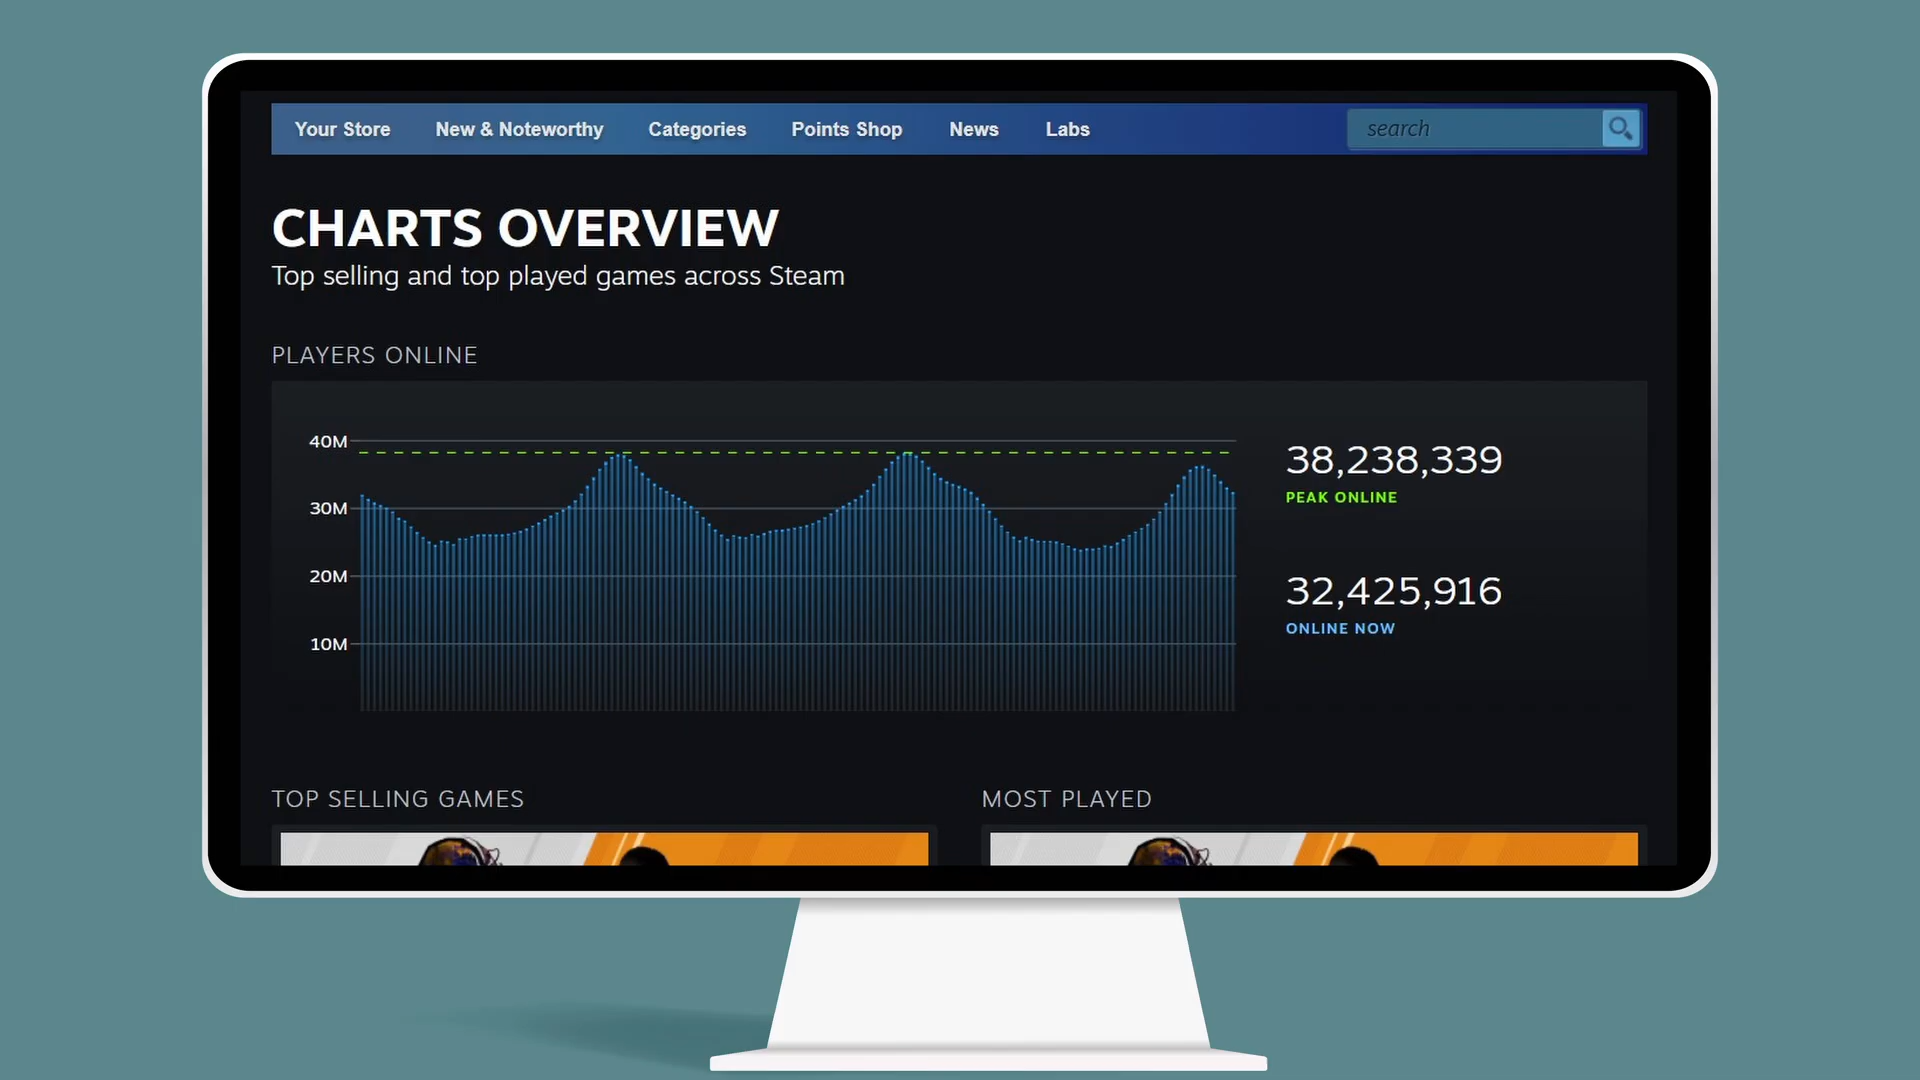 Your Store New & Noteworthy Categories Points Shop News Labs search
CHARTS OVERVIEW
Top selling and top played games across Steam
PLAYERS ONLINE
40M
30M
20M
10M
38,238,339
PEAK ONLINE
32,425,916
ONLINE NOW
TOP SELLING GAMES
MOST PLAYED